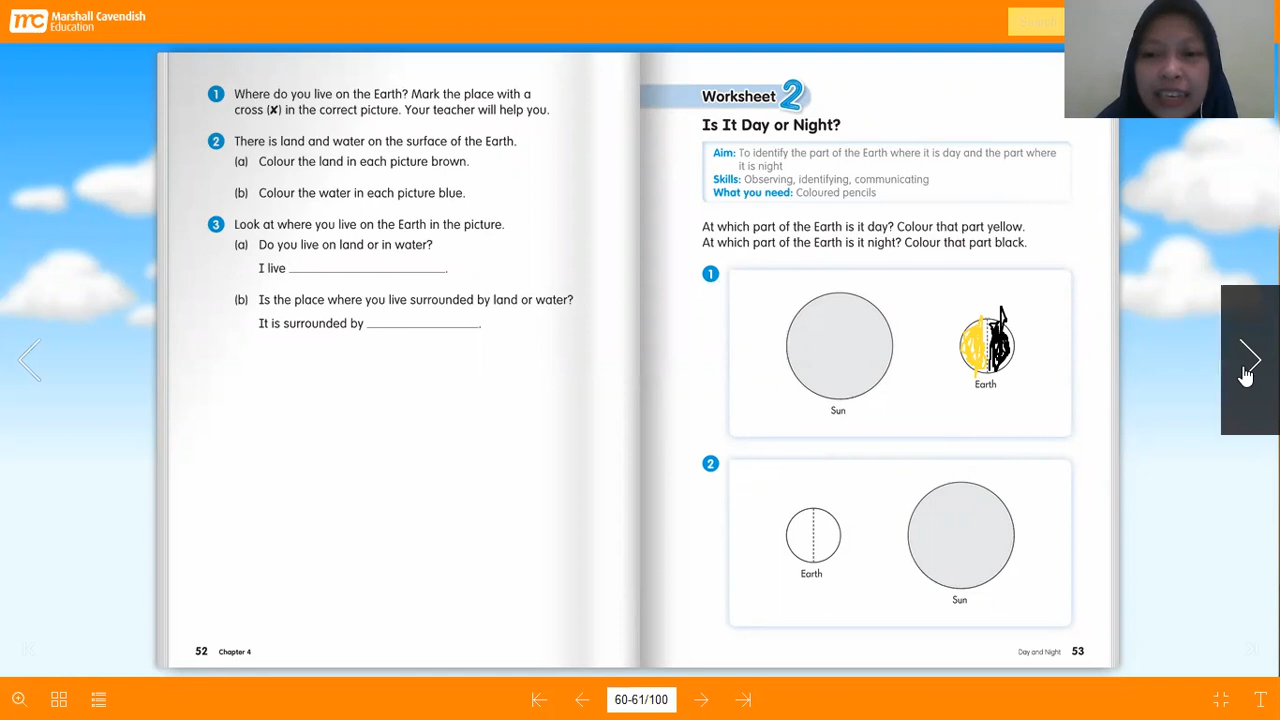 Marshall Cavendish
Education
Search
1 Where do you live on the Earth? Mark the place with a
cross (✘) in the correct picture. Your teacher will help you.
2 There is land and water on the surface of the Earth.
(a) Colour the land in each picture brown.
(b) Colour the water in each picture blue.
3 Look at where you live on the Earth in the picture.
(a) Do you live on land or in water?
I live ____________________.
(b) Is the place where you live surrounded by land or water?
It is surrounded by ______________.
52 Chapter 4
Worksheet 2
Is It Day or Night?
Aim: To identify the part of the Earth where it is day and the part where
it is night
Skills: Observing, identifying, communicating
What you need: Coloured pencils
At which part of the Earth is it day? Colour that part yellow.
At which part of the Earth is it night? Colour that part black.
1
Earth
Sun
2
Earth
Sun
Day and Night 53
60-61/100